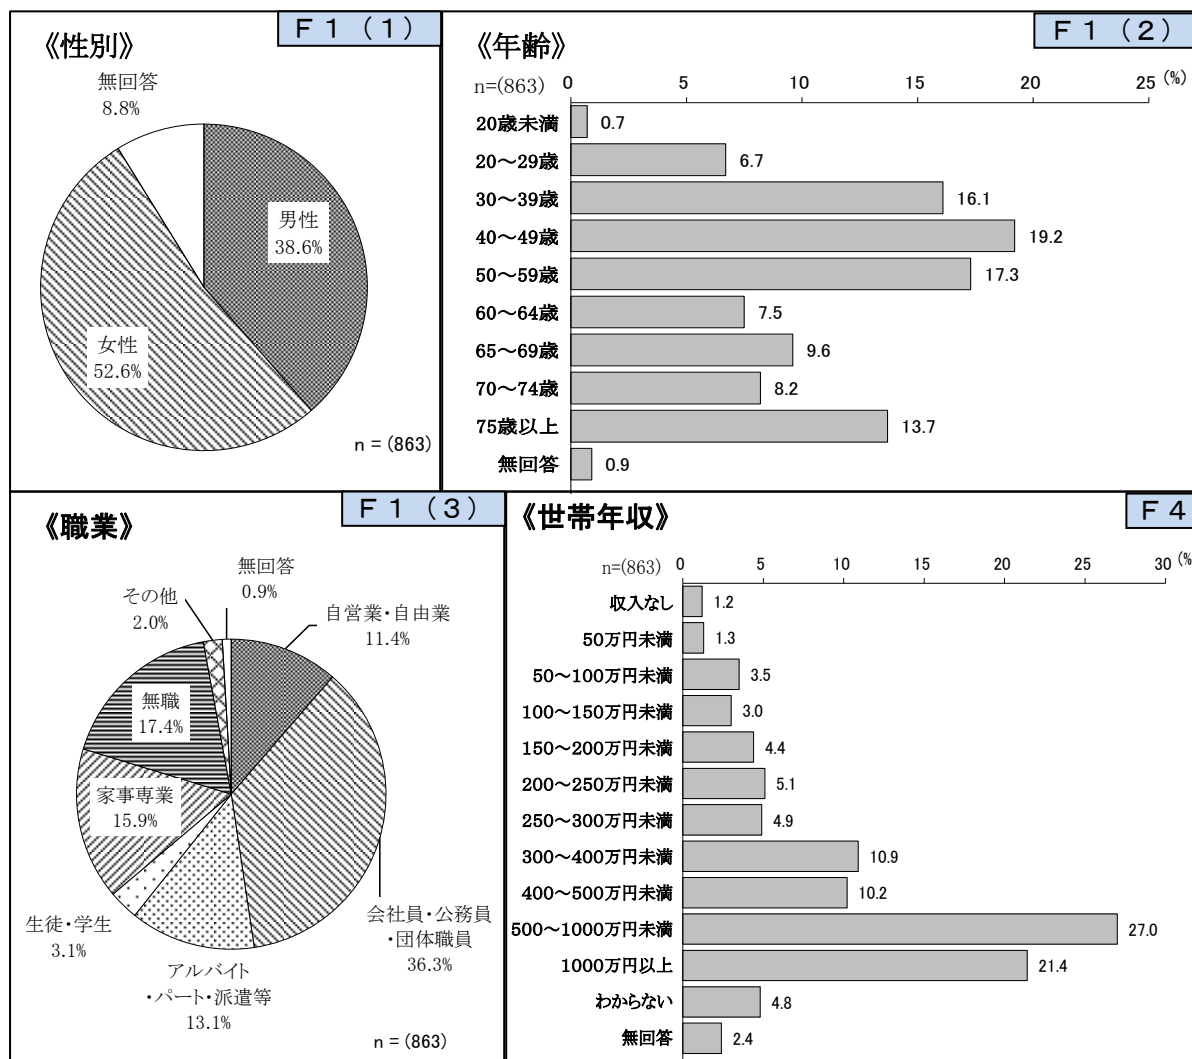 《性別》
F1(1)
無回答
8.8%
男性
38.6%
女性
52.6%
n = (863)
《年齢》
F1(2)
n=(863)
0 5 10 15 20 25 (%)
20歳未満 0.7
20～29歳 6.7
30～39歳 16.1
40～49歳 19.2
50～59歳 17.3
60～64歳 7.5
65～69歳 9.6
70～74歳 8.2
75歳以上 13.7
無回答 0.9
《職業》
F1(3)
無回答
0.9%
その他
2.0%
自営業・自由業
11.4%
無職
17.4%
家事専業
15.9%
生徒・学生
3.1%
アルバイト
・パート・派遣等
13.1%
会社員・公務員
・団体職員
36.3%
n = (863)
《世帯年収》
F4
n=(863)
0 5 10 15 20 25 30 (%
収入なし 1.2
50万円未満 1.3
50～100万円未満 3.5
100～150万円未満 3.0
150～200万円未満 4.4
200～250万円未満 5.1
250～300万円未満 4.9
300～400万円未満 10.9
400～500万円未満 10.2
500～1000万円未満 27.0
1000万円以上 21.4
わからない 4.8
無回答 2.4